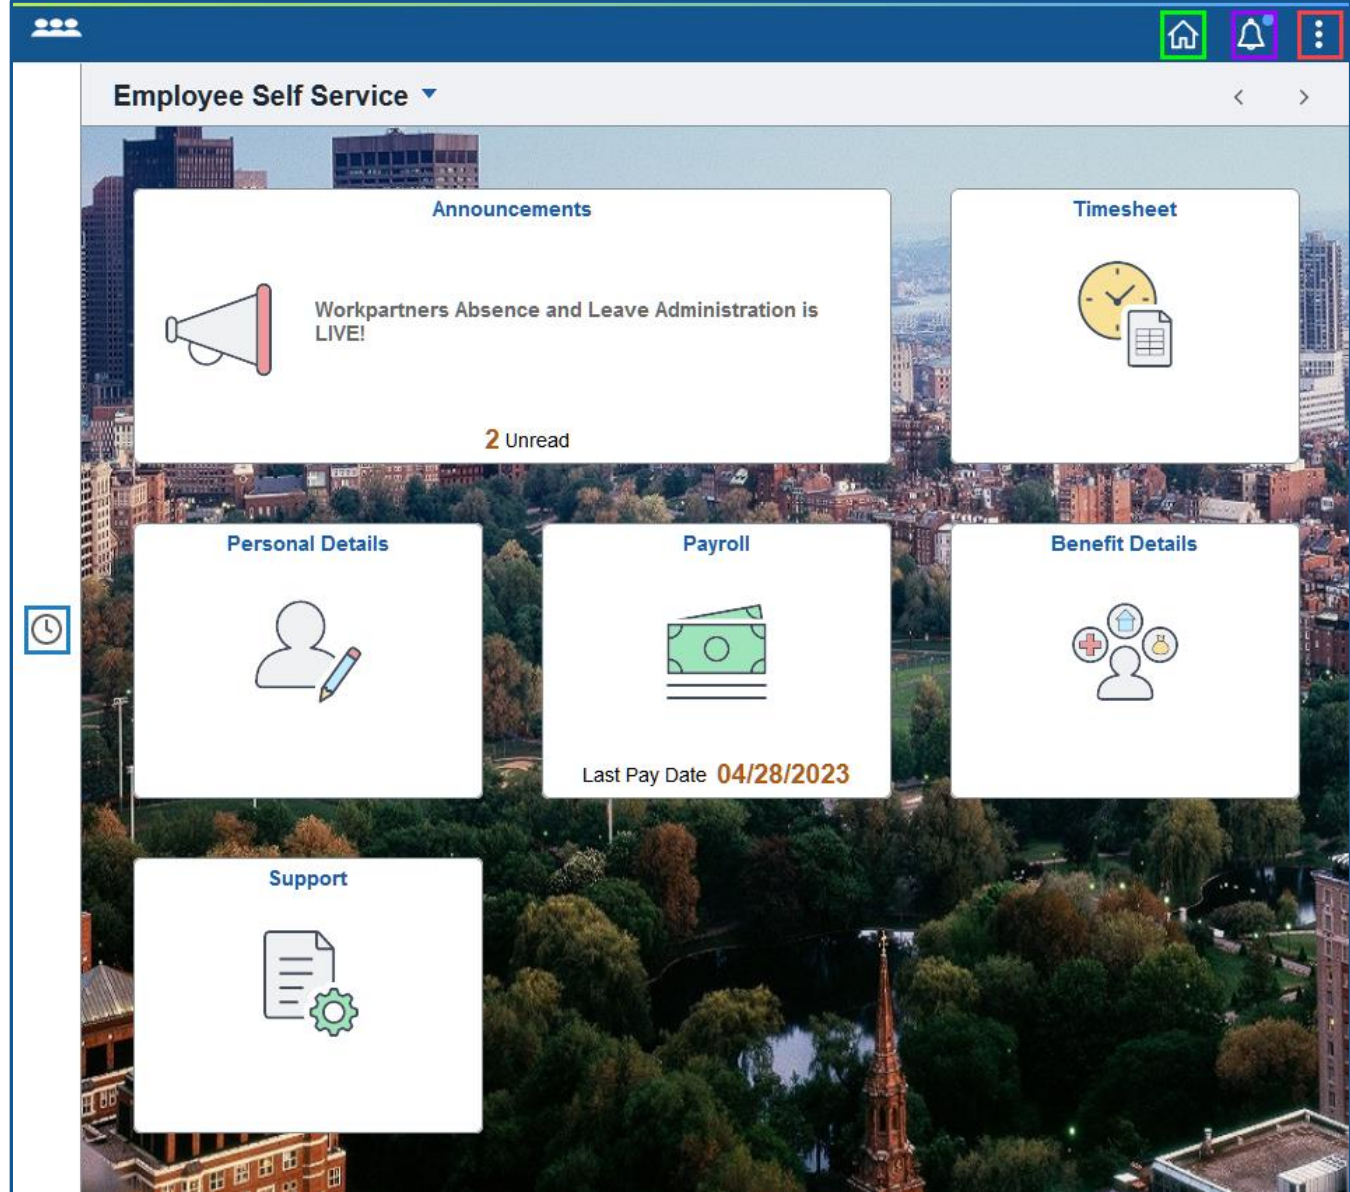 Employee Self Service
Announcements
Workpartners Absence and Leave Administration is
LIVE!
2 Unread
Timesheet
Personal Details
Payroll
Last Pay Date 04/28/2023
Benefit Details
Support